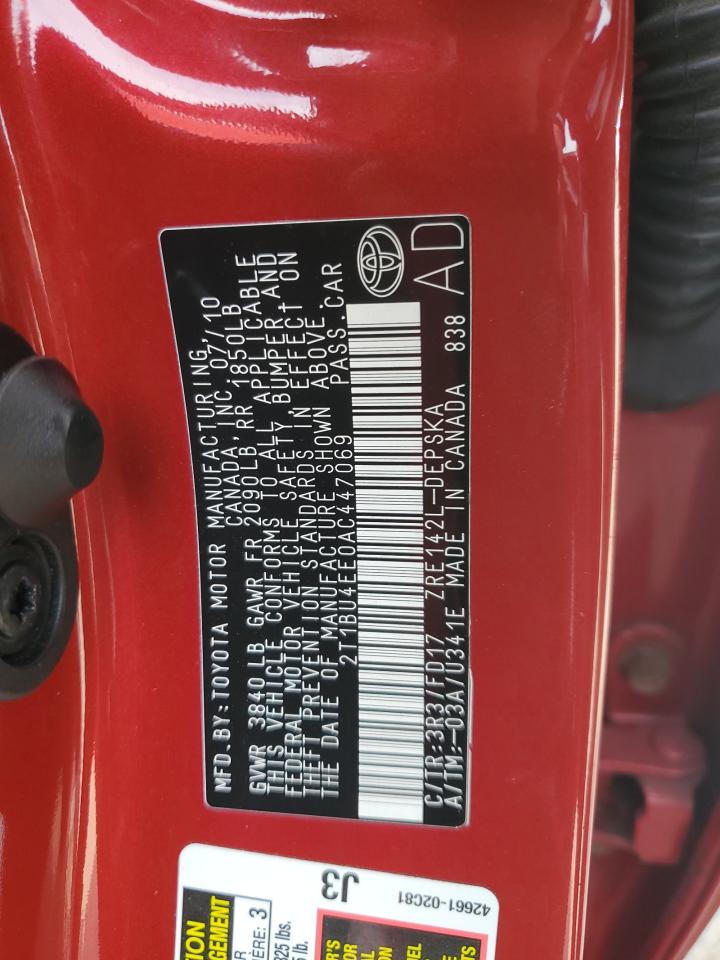 MFD.BY:TOYOTA MOTOR MANUFACTURING,
CANADA, INC. 07/10
GVWR 3840LB GAWR FR 2090LB, RR 1850LB
THIS VEHICLE CONFORMS TO ALL APPLICABLE
FEDERAL MOTOR VEHICLE SAFETY, BUMPER,AND
THEFT PREVENTION STANDARDS IN EFFECT ON
THE DATE OF MANUFACTURE SHOWN ABOVE.
2T1BU4EE0AC447069 PASS.CAR
C/TR:3R3/FD17 ZRE142L-DEPSKA
A/TM:-03A/U341E MADE IN CANADA 838
AD
J3
42661-02C81